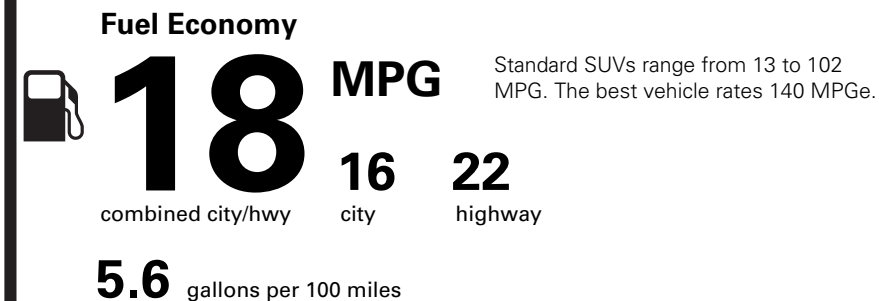 Fuel Economy
18 MPG
Standard SUVs range from 13 to 102
MPG. The best vehicle rates 140 MPGe.
16 22
combined city/hwy city highway
5.6 gallons per 100 miles